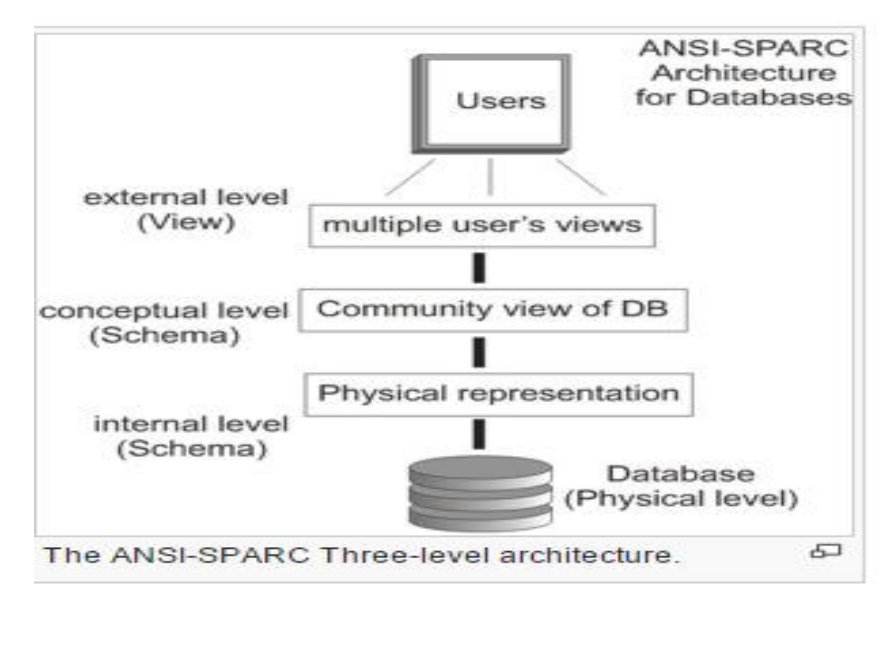 ANSI-SPARC
Architecture
for Databases
Users
external level
(View)
multiple user's views
conceptual level
(Schema)
Community view of DB
Physical representation
internal level
(Schema)
Database
(Physical level)
The ANSI-SPARC Three-level architecture.